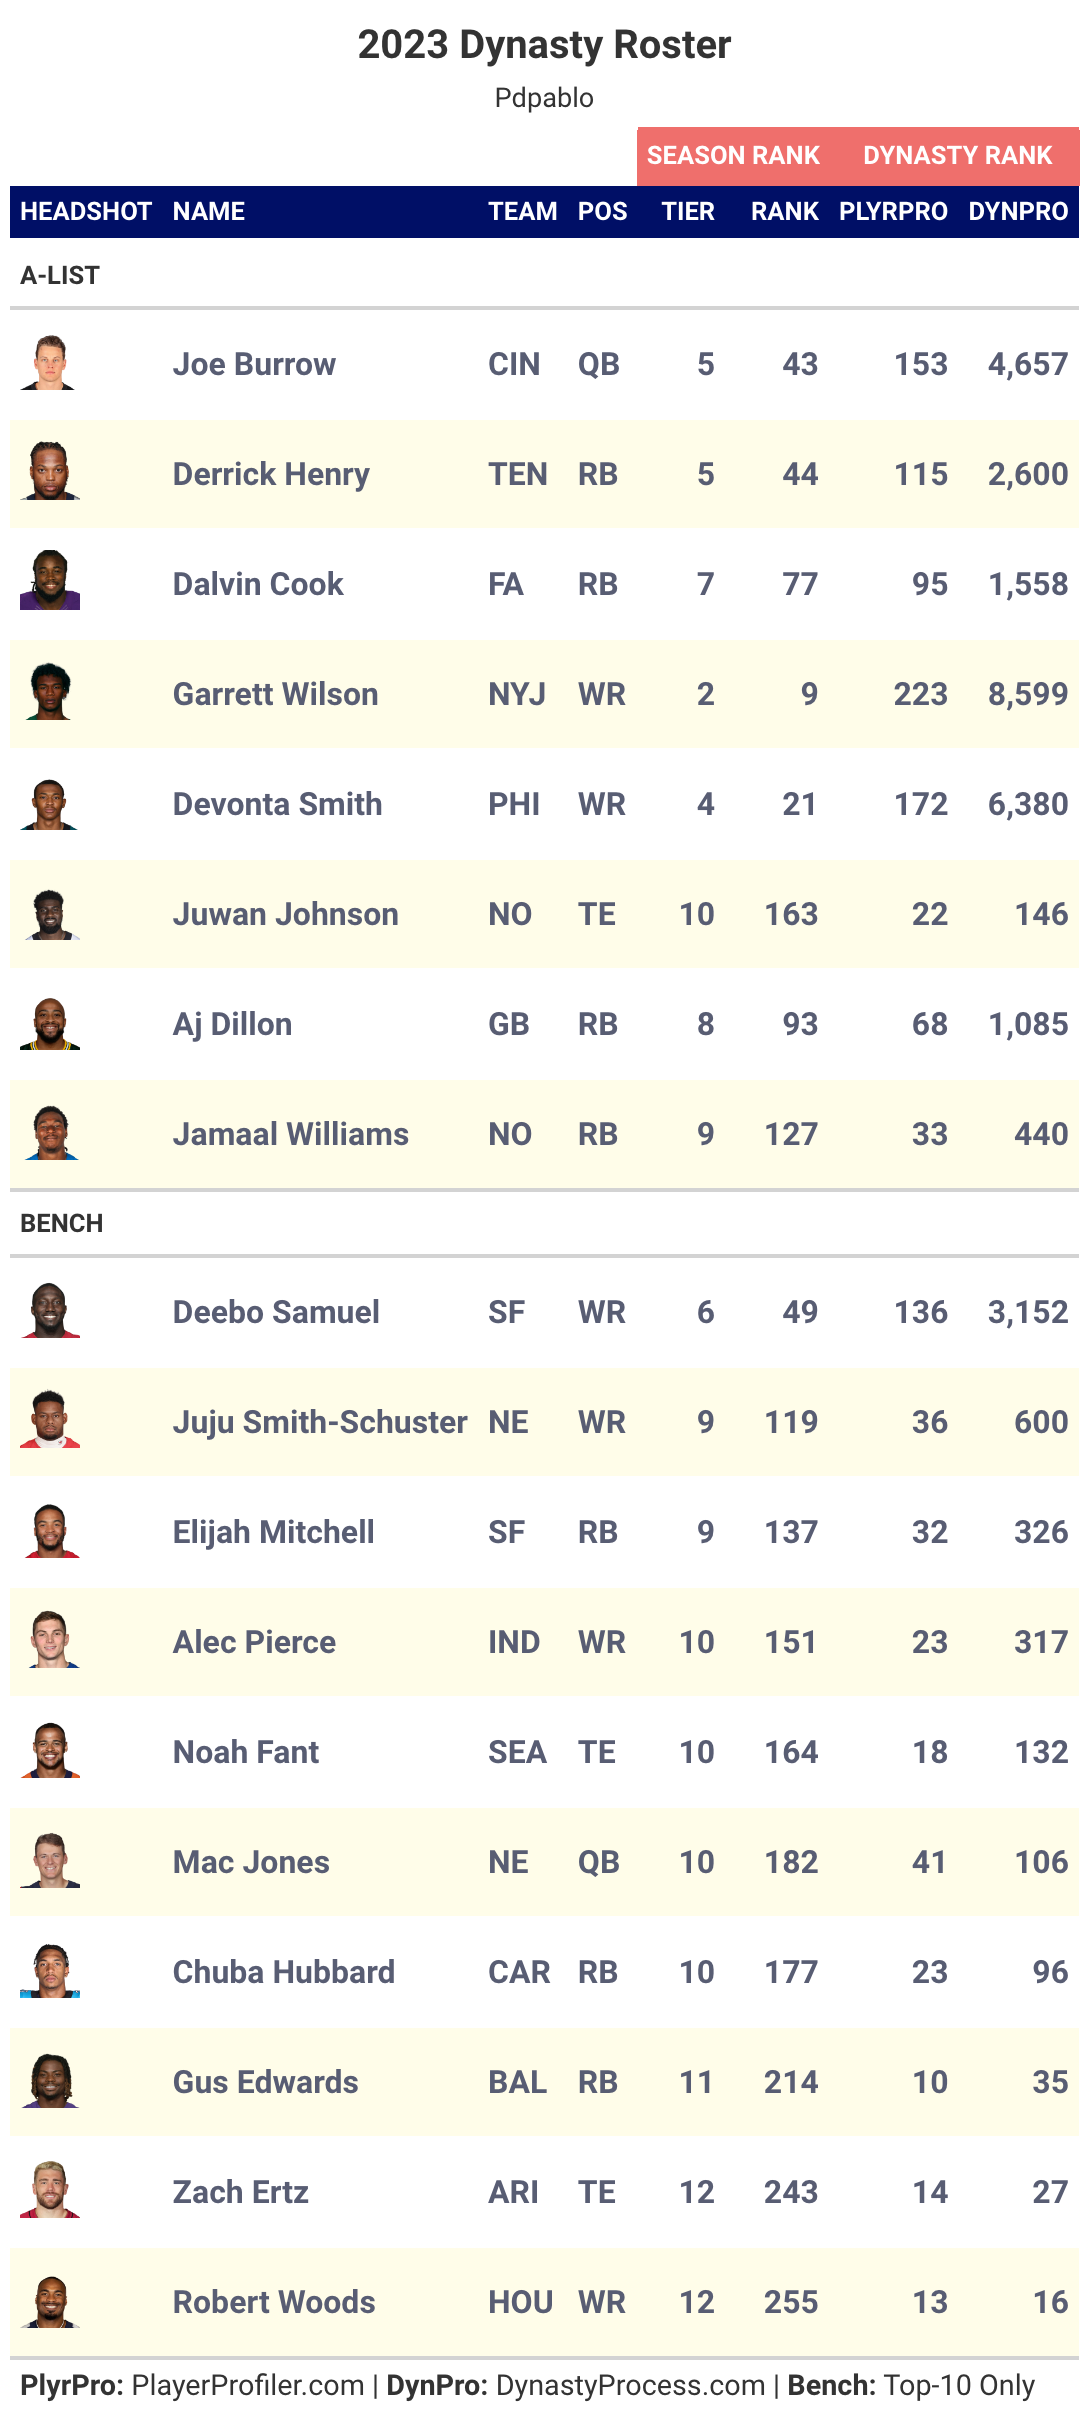 2023 Dynasty Roster
Pdpablo
SEASON RANK DYNASTY RANK
HEADSHOT NAME TEAM POS TIER RANK PLYRPRO DYNPRO
A-LIST
Joe Burrow CIN QB 5 43 153 4,657
Derrick Henry TEN RB 5 44 115 2,600
Dalvin Cook FA RB 7 77 95 1,558
Garrett Wilson NYJ WR 2 9 223 8,599
Devonta Smith PHI WR 4 21 172 6,380
Juwan Johnson NO TE 10 163 22 146
Aj Dillon GB RB 8 93 68 1,085
Jamaal Williams NO RB 9 127 33 440
BENCH
Deebo Samuel SF WR 6 49 136 3,152
Juju Smith-Schuster NE WR 9 119 36 600
Elijah Mitchell SF RB 9 137 32 326
Alec Pierce IND WR 10 151 23 317
Noah Fant SEA TE 10 164 18 132
Mac Jones NE QB 10 182 41 106
Chuba Hubbard CAR RB 10 177 23 96
Gus Edwards BAL RB 11 214 10 35
Zach Ertz ARI TE 12 243 14 27
Robert Woods HOU WR 12 255 13 16
PlyrPro: PlayerProfiler.com | DynPro: DynastyProcess.com | Bench: Top-10 Only